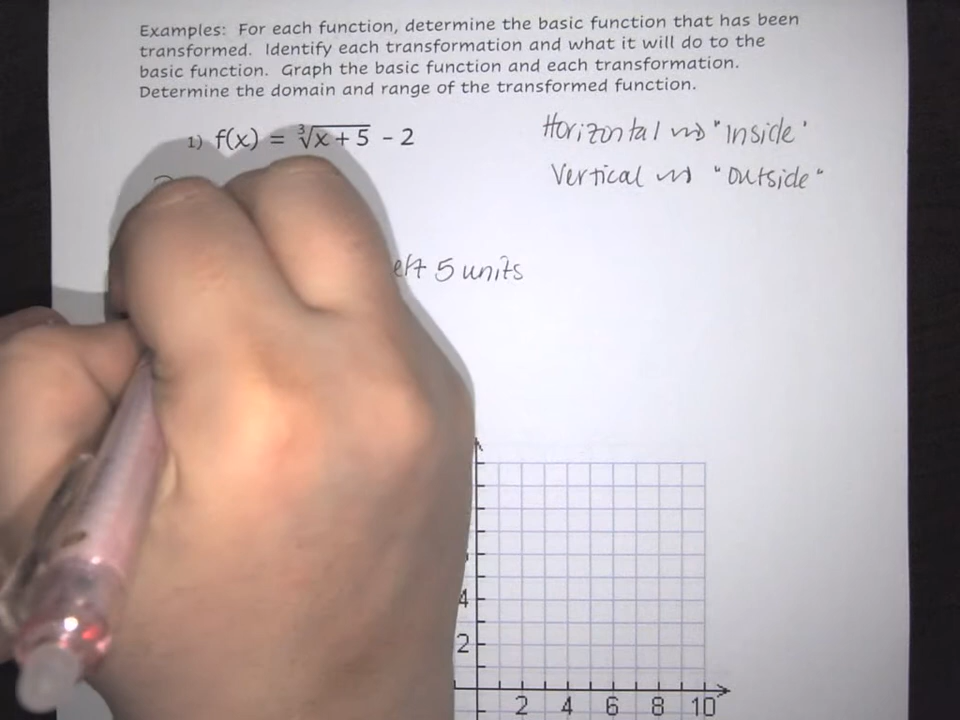 Examples: For each function, determine the basic function that has been
transformed. Identify each transformation and what it will do to the
basic function. Graph the basic function and each transformation.
Determine the domain and range of the transformed function.
1) f(x) = ∛x + 5 - 2
Horizontal ⇝ "Inside"
Vertical ⇝ "Outside"
eft 5 units
4
2
2 4 6 8 10